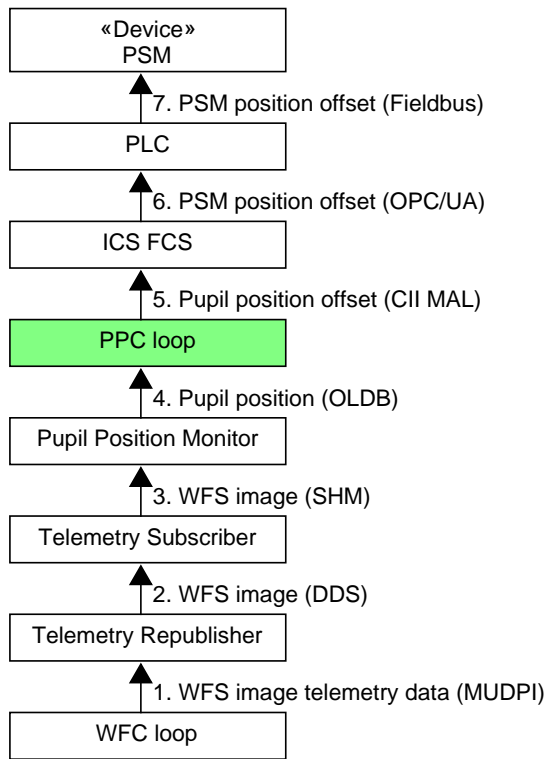 «Device»
PSM
7. PSM position offset (Fieldbus)
PLC
6. PSM position offset (OPC/UA)
ICS FCS
5. Pupil position offset (CII MAL)
PPC loop
4. Pupil position (OLDB)
Pupil Position Monitor
3. WFS image (SHM)
Telemetry Subscriber
2. WFS image (DDS)
Telemetry Republisher
1. WFS image telemetry data (MUDPI)
WFC loop